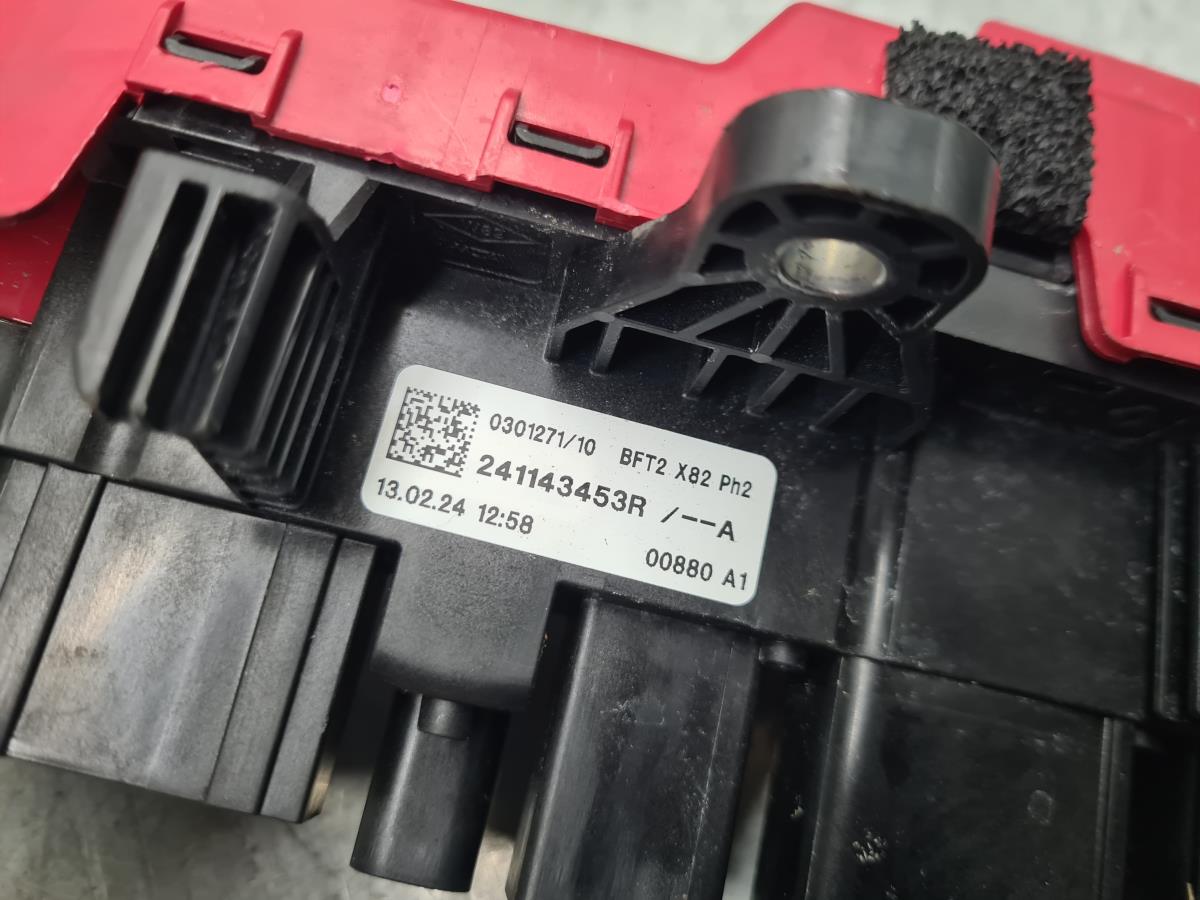 0301271/10 BFT2 X82 Ph2
241143453R /--A
13.02.24 12:58
00880 A1